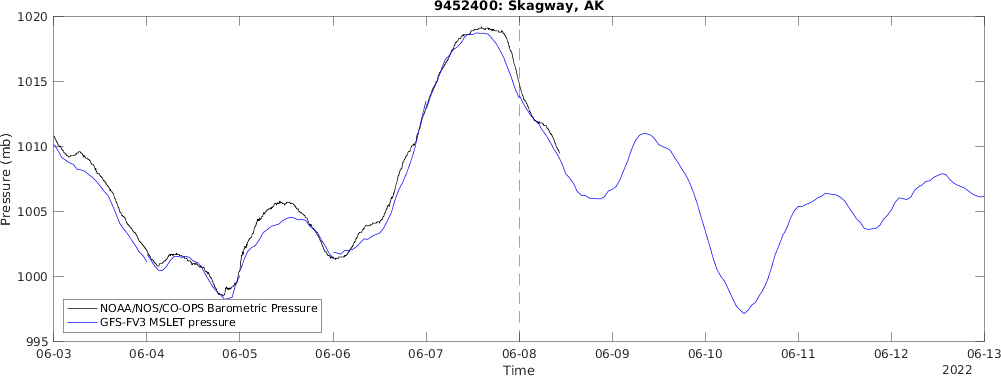 9452400: Skagway, AK
1020
1015
1010
1005
1000
995
Pressure (mb)
NOAA/NOS/CO-OPS Barometric Pressure
GFS-FV3 MSLET pressure
06-03 06-04 06-05 06-06 06-07 06-08 06-09 06-10 06-11 06-12 06-13
Time
2022